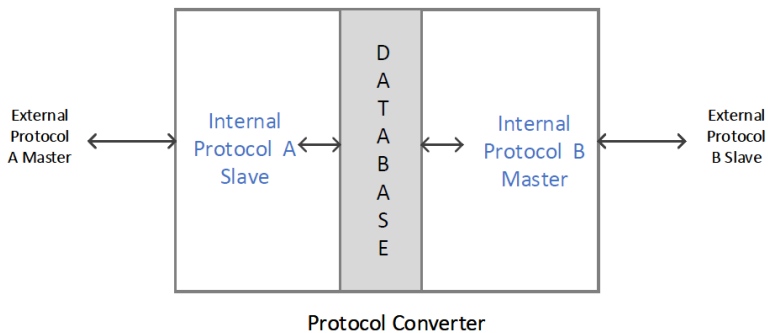 External
Protocol
A Master
Internal
Protocol A
Slave
D
A
T
A
B
A
S
E
Internal
Protocol B
Master
External
Protocol
B Slave
Protocol Converter